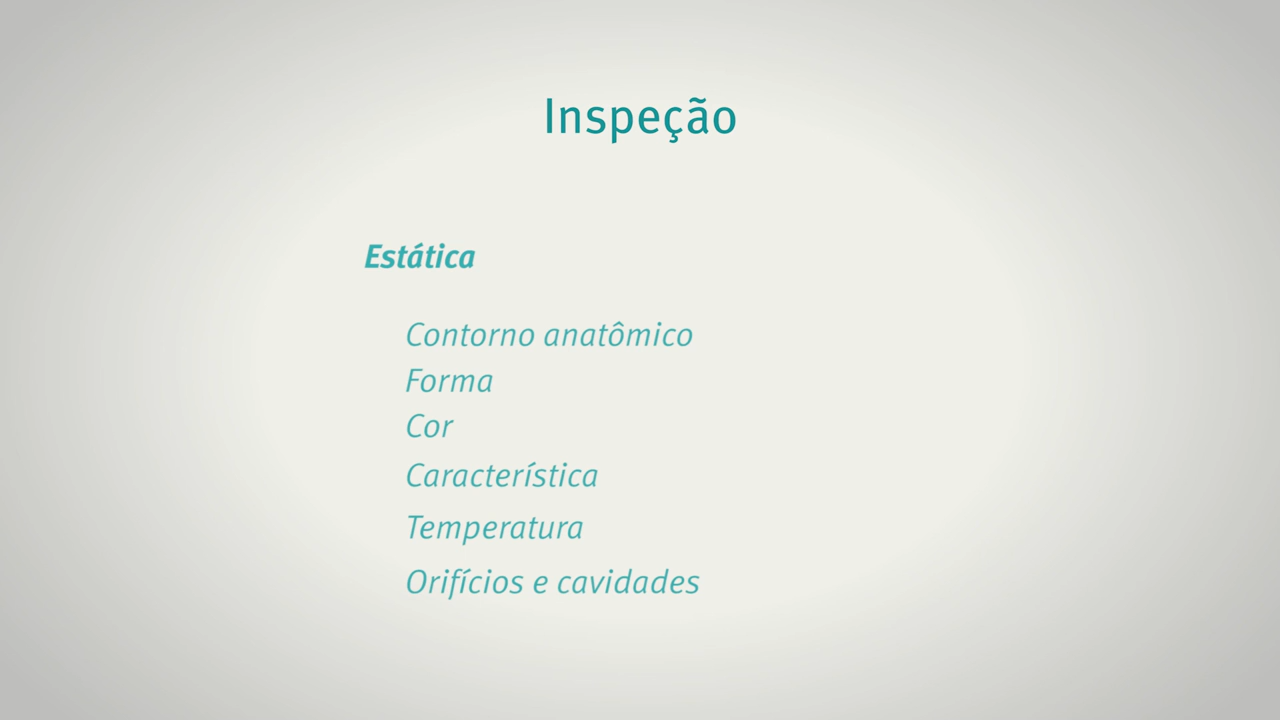 Inspeção
Estática
Contorno anatômico
Forma
Cor
Característica
Temperatura
Orifícios e cavidades